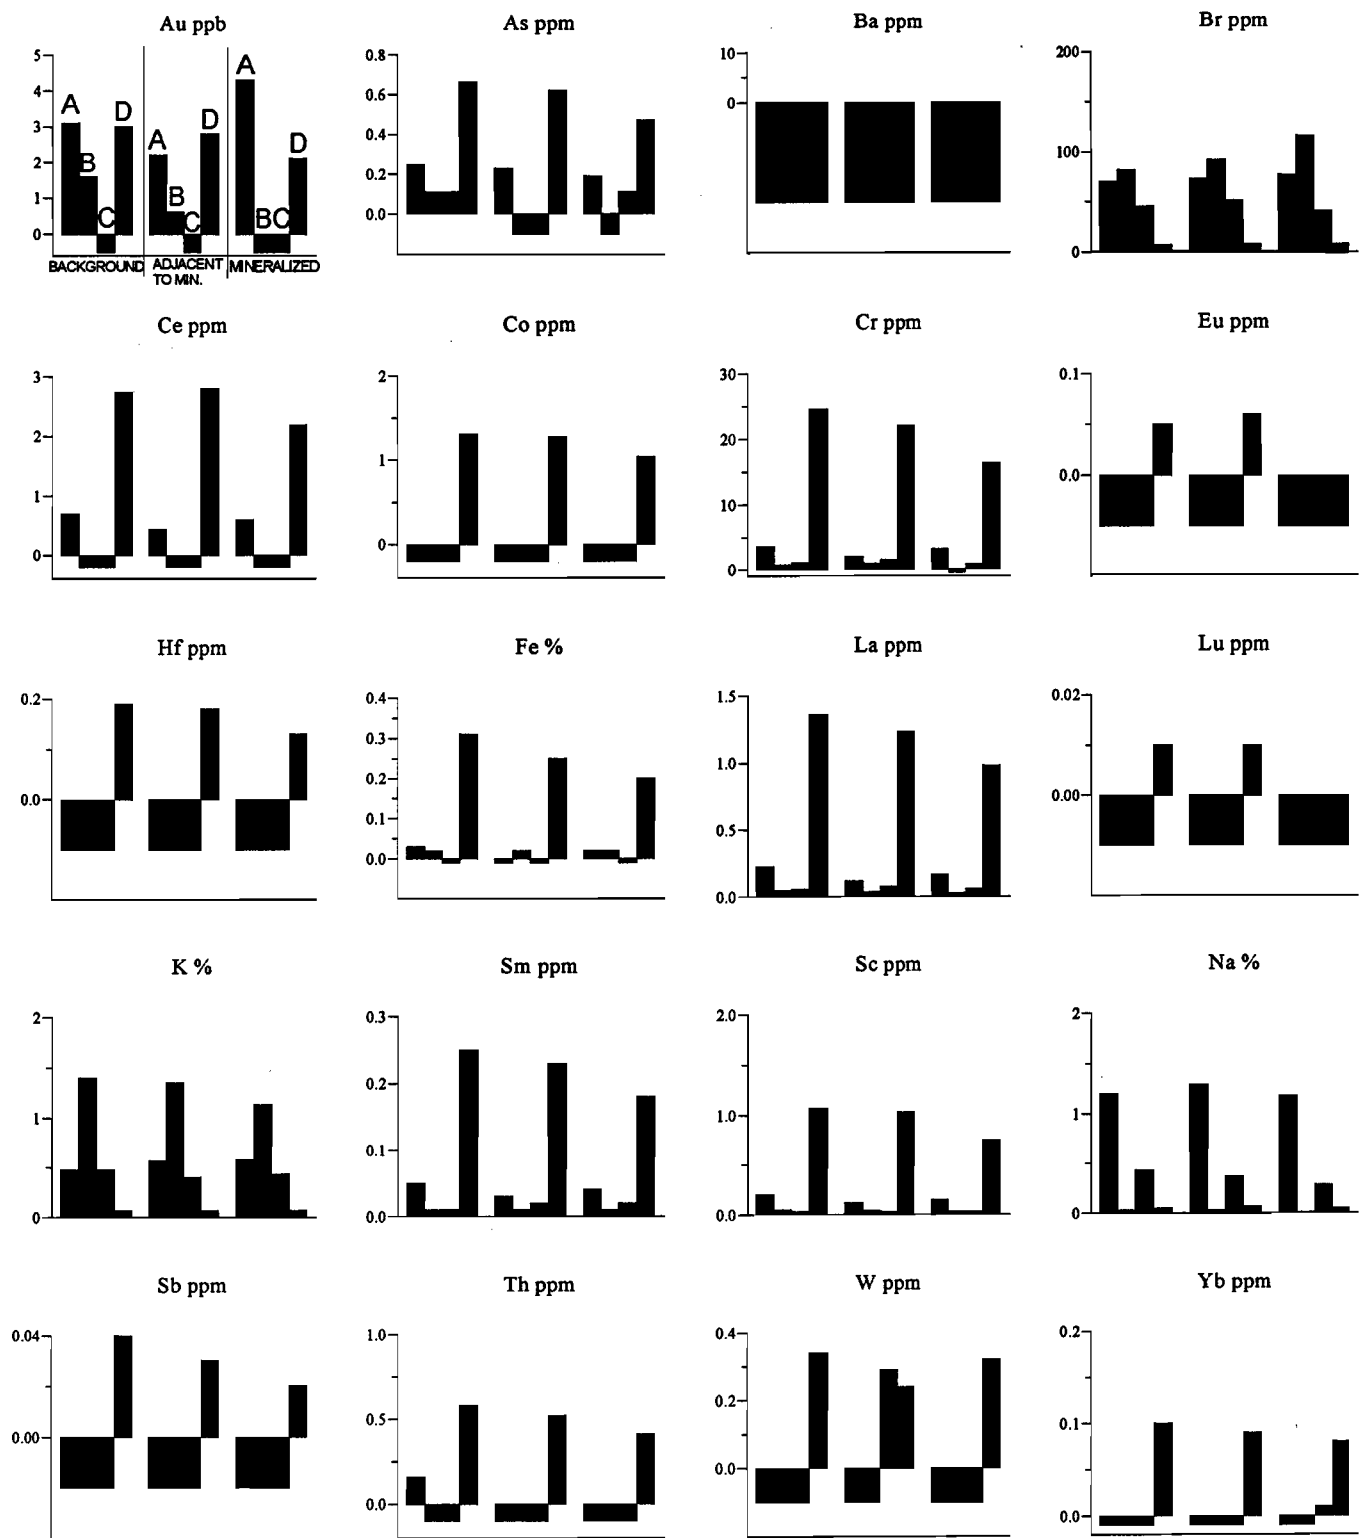 Au ppb
5
4
3
2
1
0
A
B
C
D
A
B
C
D
A
B
C
D
BACKGROUND
ADJACENT
TO MIN.
MINERALIZED
As ppm
0.8
0.6
0.4
0.2
0.0
Ba ppm
10
0
Br ppm
200
100
0
Ce ppm
3
2
1
0
Co ppm
2
1
0
Cr ppm
30
20
10
0
Eu ppm
0.1
0.0
Hf ppm
0.2
0.0
Fe %
0.4
0.3
0.2
0.1
0.0
La ppm
1.5
1.0
0.5
0.0
Lu ppm
0.02
0.00
K %
2
1
0
Sm ppm
0.3
0.2
0.1
0.0
Sc ppm
2.0
1.0
0.0
Na %
2
1
0
Sb ppm
0.04
0.00
Th ppm
1.0
0.5
0.0
W ppm
0.4
0.2
0.0
Yb ppm
0.2
0.1
0.0